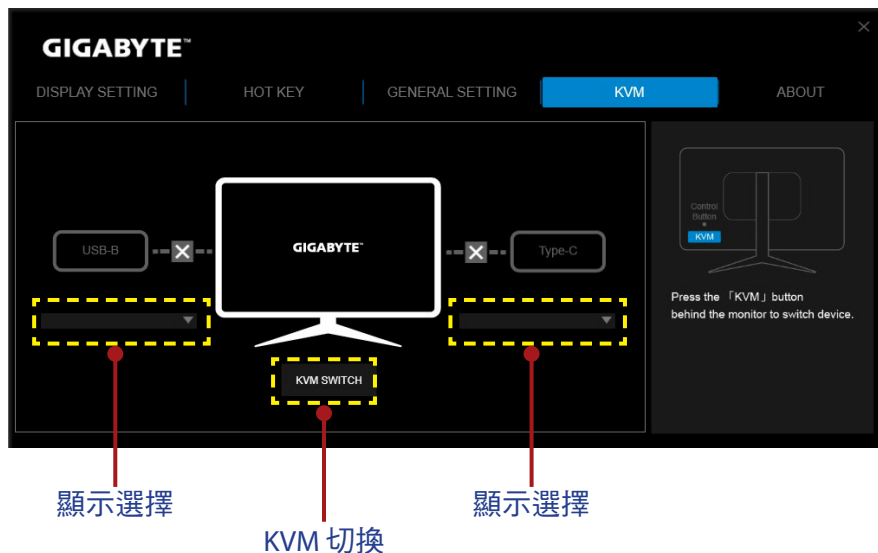 GIGABYTE™
DISPLAY SETTING
HOT KEY
GENERAL SETTING
KVM
ABOUT
USB-B
GIGABYTE™
Type-C
KVM SWITCH
Control
Button
KVM
Press the 「KVM」 button
behind the monitor to switch device.
顯示選擇
顯示選擇
KVM 切換